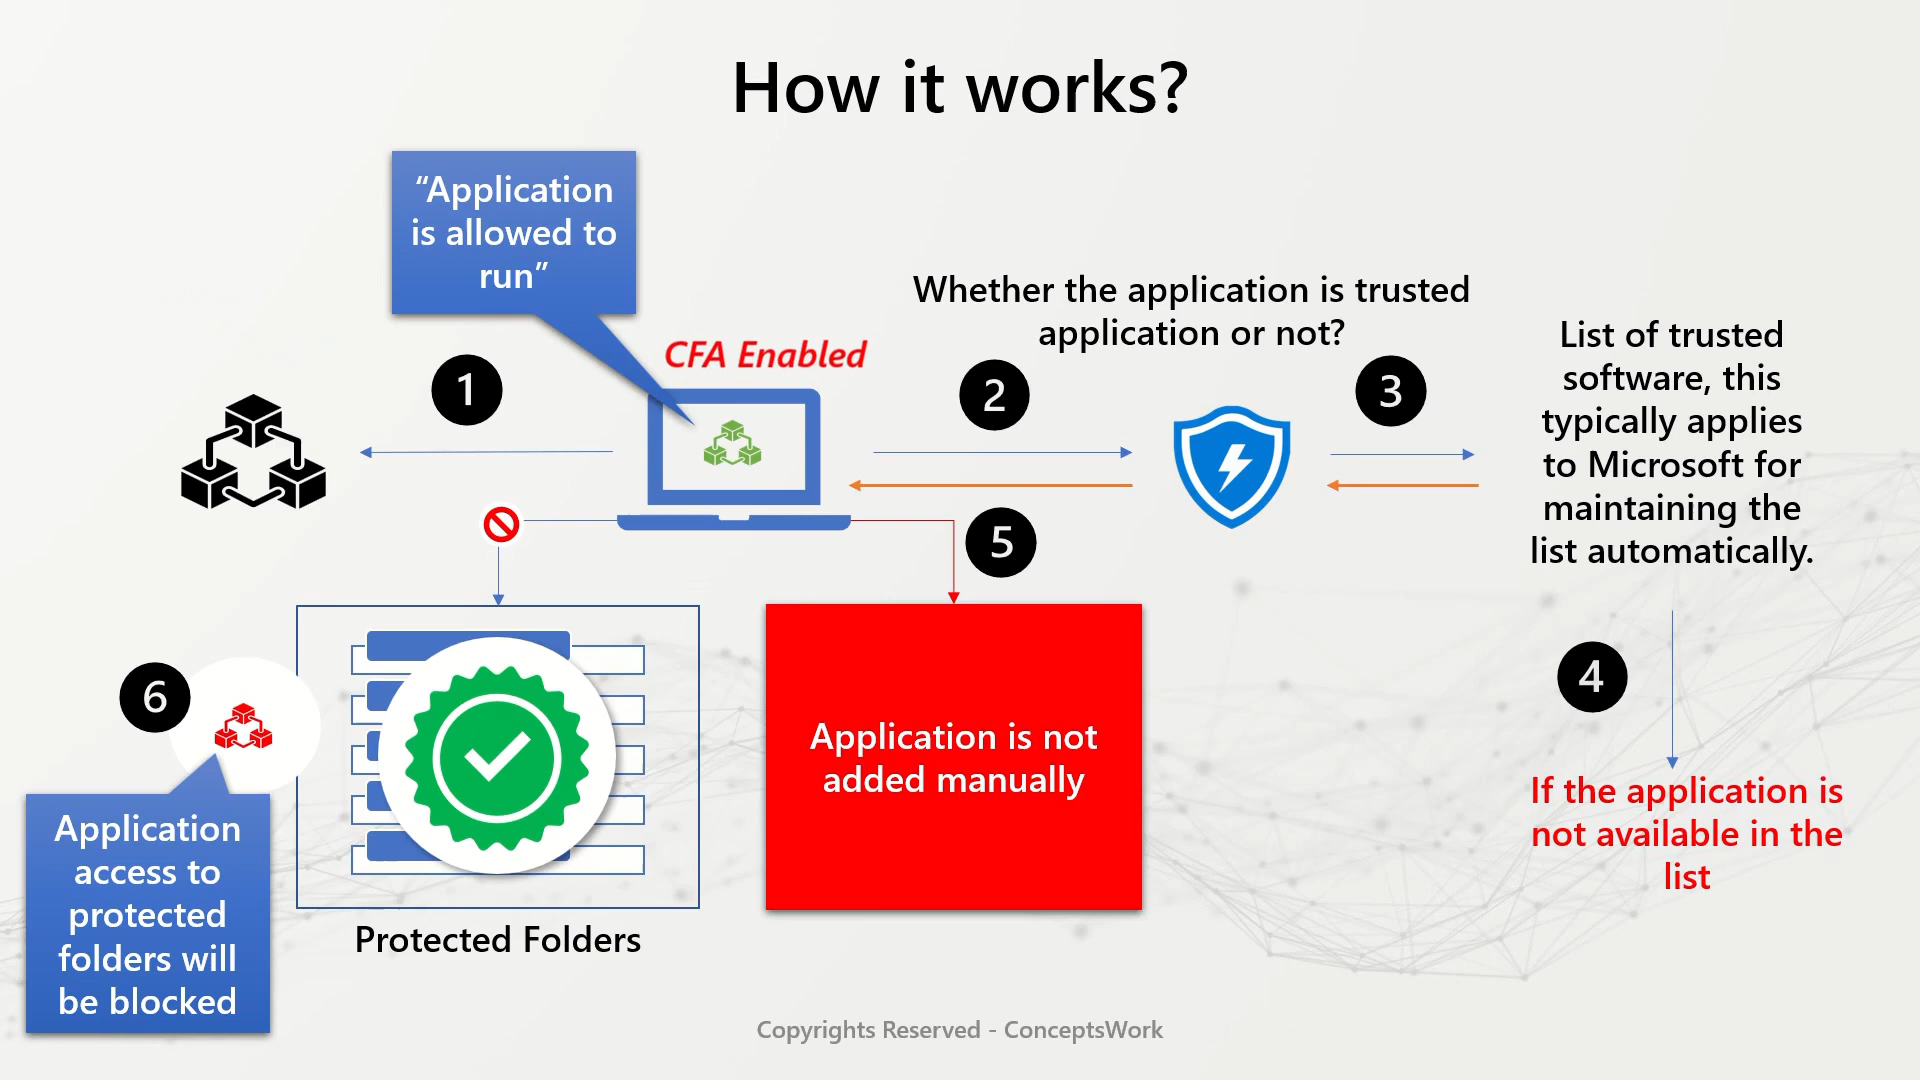 How it works?
“Application
is allowed to
run”
CFA Enabled
Whether the application is trusted
application or not?
List of trusted
software, this
typically applies
to Microsoft for
maintaining the
list automatically.
1
2
3
5
4
6
If the application is
not available in the
list
Application is not
added manually
Protected Folders
Application
access to
protected
folders will
be blocked
Copyrights Reserved - ConceptsWork